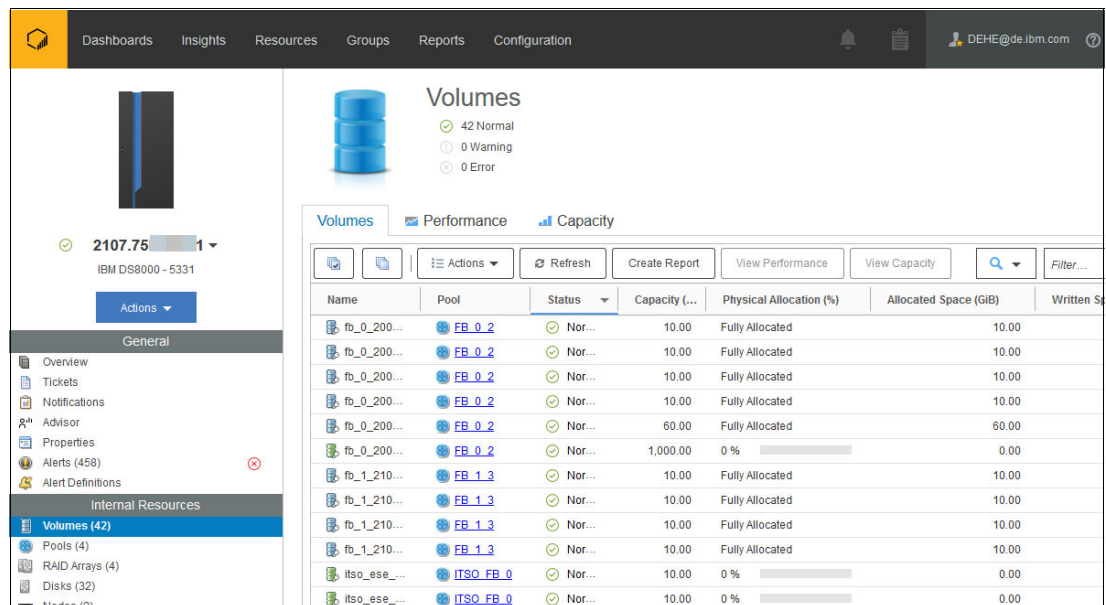 Dashboards Insights Resources Groups Reports Configuration DEHE@de.ibm.com
2107.75 1
IBM DS8000 - 5331
Actions
General
Overview
Tickets
Notifications
Advisor
Properties
Alerts (458)
Alert Definitions
Internal Resources
Volumes (42)
Pools (4)
RAID Arrays (4)
Disks (32)
Volumes
42 Normal
0 Warning
0 Error
Volumes Performance Capacity
Actions Refresh Create Report View Performance View Capacity Filter...
Name Pool Status Capacity (... Physical Allocation (%) Allocated Space (GiB) Written Sp
fb_0_200... FB_0_2 Nor... 10.00 Fully Allocated 10.00
fb_0_200... FB_0_2 Nor... 10.00 Fully Allocated 10.00
fb_0_200... FB_0_2 Nor... 10.00 Fully Allocated 10.00
fb_0_200... FB_0_2 Nor... 10.00 Fully Allocated 10.00
fb_0_200... FB_0_2 Nor... 60.00 Fully Allocated 60.00
fb_0_200... FB_0_2 Nor... 1,000.00 0 % 0.00
fb_1_210... FB_1_3 Nor... 10.00 Fully Allocated 10.00
fb_1_210... FB_1_3 Nor... 10.00 Fully Allocated 10.00
fb_1_210... FB_1_3 Nor... 10.00 Fully Allocated 10.00
fb_1_210... FB_1_3 Nor... 10.00 Fully Allocated 10.00
itso_ese_... ITSO_FB_0 Nor... 10.00 0 % 0.00
itso_ese_... ITSO_FB_0 Nor... 10.00 0 % 0.00